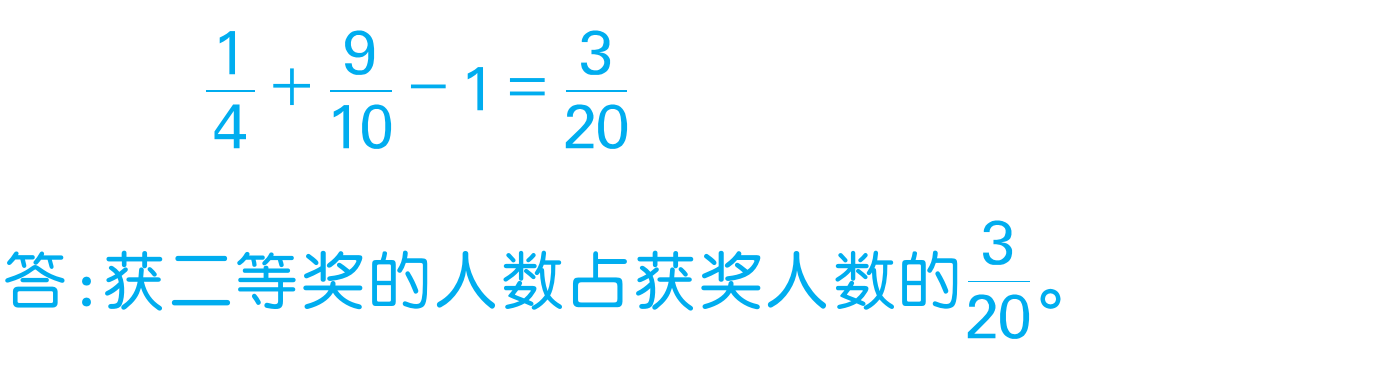 1/4 + 9/10 − 1 = 3/20
答：获二等奖的人数占获奖人数的3/20。